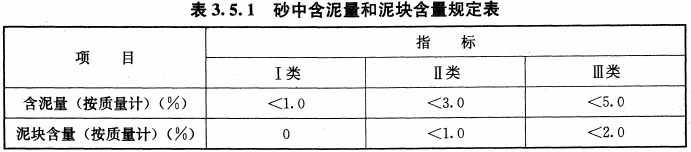 表 3.5.1 砂中含泥量和泥块含量规定表
项 目 指 标
Ⅰ类 Ⅱ类 Ⅲ类
含泥量（按质量计）（%） <1.0 <3.0 <5.0
泥块含量（按质量计）（%） 0 <1.0 <2.0